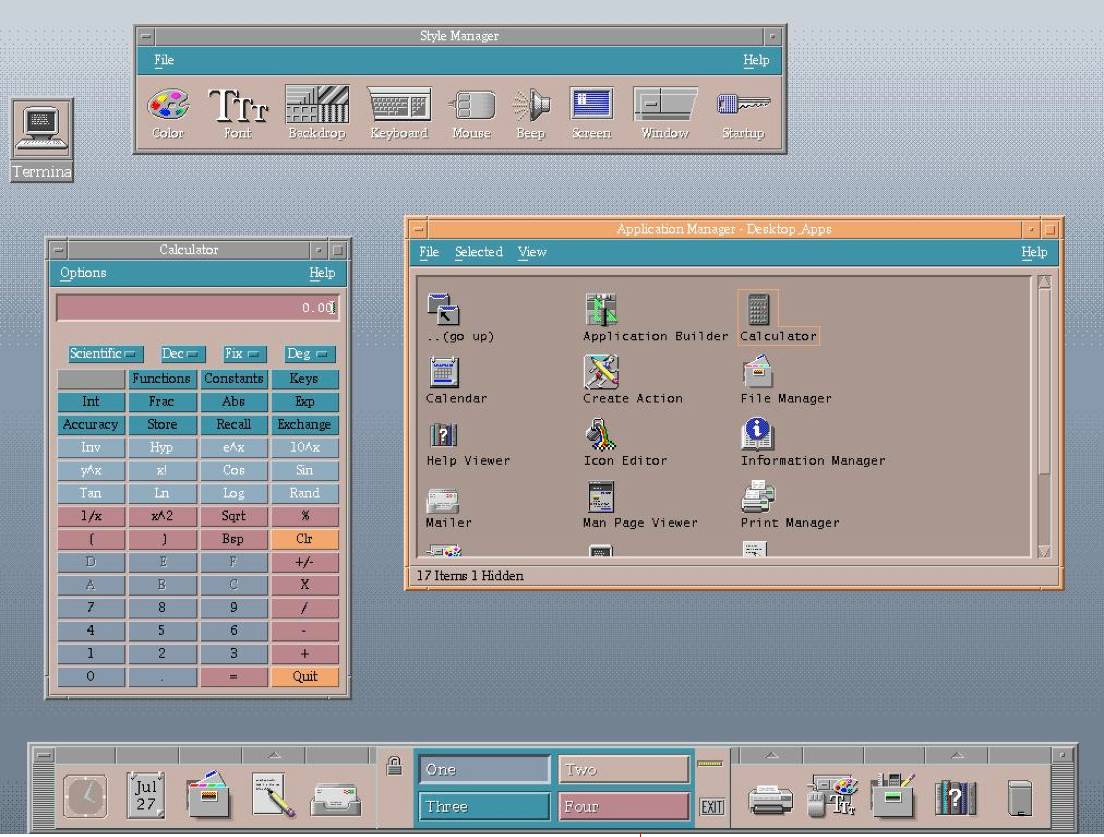 Style Manager
File Help
Color Font Backdrop Keyboard Mouse Beep Screen Window Startup
Termina
Calculator
Options Help
0.00
Scientific Dec Fix Deg
Functions Constants Keys
Int Frac Abs Exp
Accuracy Store Recall Exchange
Inv Hyp e^x 10^x
y^x x! Cos Sin
Tan Ln Log Rand
1/x x^2 Sqrt %
( ) Bsp Clr
D E F +/-
A B C X
7 8 9 /
4 5 6 -
1 2 3 +
0 . = Quit
Application Manager - Desktop_Apps
File Selected View Help
..(go up) Application Builder Calculator
Calendar Create Action File Manager
Help Viewer Icon Editor Information Manager
Mailer Man Page Viewer Print Manager
17 Items 1 Hidden
Jul
27
One Two
Three Four
EXIT